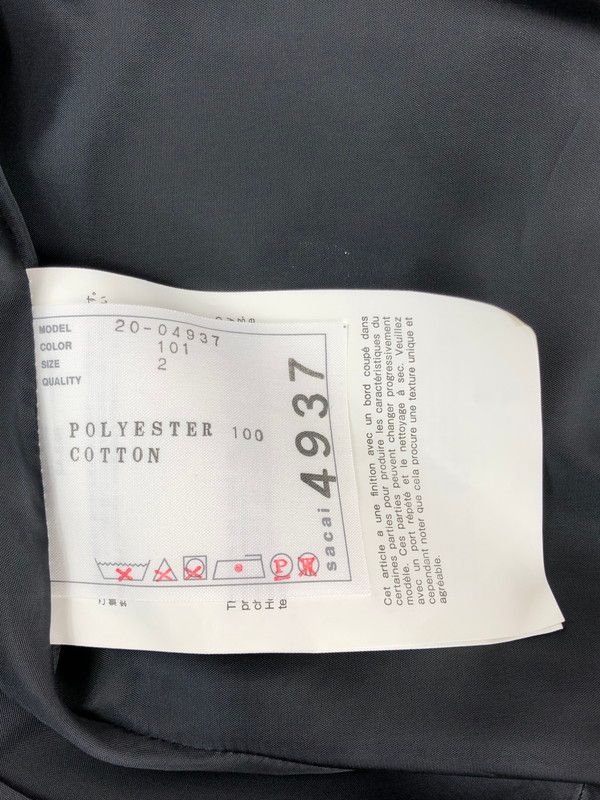 MODEL 20-04937
COLOR 101
SIZE 2
QUALITY
POLYESTER 100
COTTON
sacai 4937
P
W
Cet article a une finition avec un bord coupé dans
certaines parties pour produire les caractéristiques du
modèle. Ces parties peuvent changer progressivement
avec un port répété et le nettoyage à sec. Veuillez
cependant noter que cela procure une texture unique et
agréable.